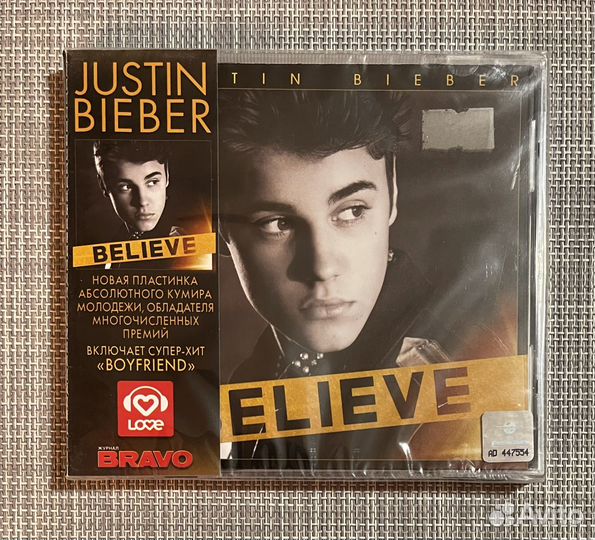 JUSTIN
BIEBER
BELIEVE
НОВАЯ ПЛАСТИНКА
АБСОЛЮТНОГО КУМИРА
МОЛОДЕЖИ, ОБЛАДАТЕЛЯ
МНОГОЧИСЛЕННЫХ
ПРЕМИЙ
ВКЛЮЧАЕТ СУПЕР-ХИТ
«BOYFRIEND»
LOVE
ЖУРНАЛ
BRAVO
TIN BIEBER
ELIEVE
AD 447554
Avito